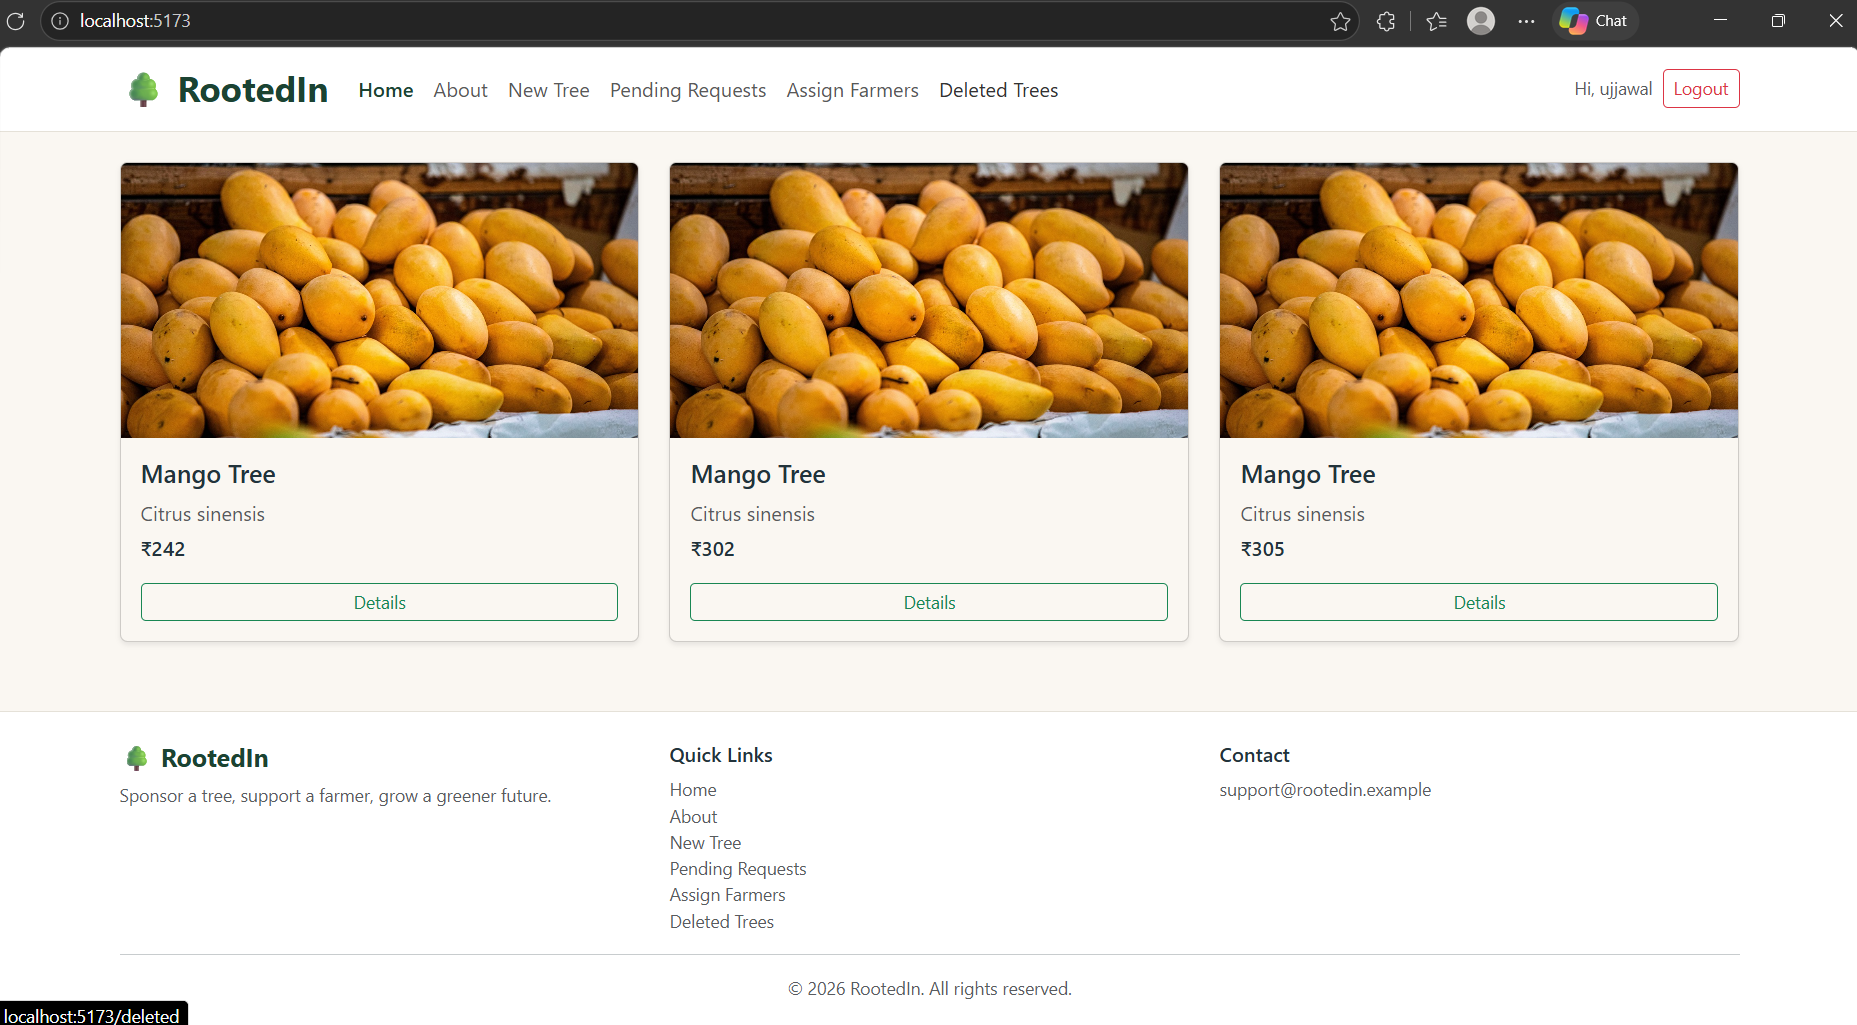 localhost:5173
Chat
RootedIn Home About New Tree Pending Requests Assign Farmers Deleted Trees Hi, ujjawal Logout
Mango Tree
Citrus sinensis
₹242
Details
Mango Tree
Citrus sinensis
₹302
Details
Mango Tree
Citrus sinensis
₹305
Details
RootedIn
Sponsor a tree, support a farmer, grow a greener future.
Quick Links
Home
About
New Tree
Pending Requests
Assign Farmers
Deleted Trees
Contact
support@rootedin.example
© 2026 RootedIn. All rights reserved.
localhost:5173/deleted